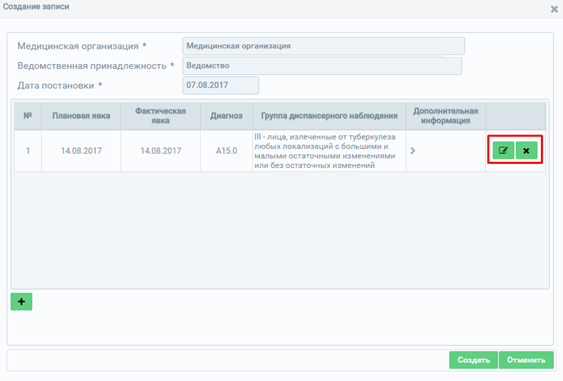 Создание записи
Медицинская организация *
Медицинская организация
Ведомственная принадлежность *
Ведомство
Дата постановки *
07.08.2017
№
Плановая явка
Фактическая
явка
Диагноз
Группа диспансерного наблюдения
Дополнительная
информация
1
14.08.2017
14.08.2017
A15.0
III - лица, излеченные от туберкулеза
любых локализаций с большими и
малыми остаточными изменениями
или без остаточных изменений
Создать
Отменить